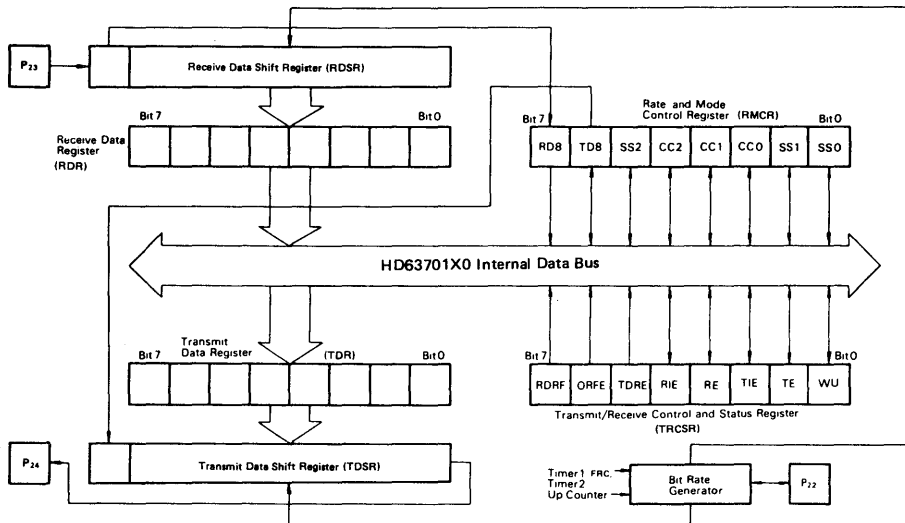 P23
Receive Data Shift Register (RDSR)
Bit 7
Bit 0
Receive Data
Register
(RDR)
Rate and Mode
Control Register (RMCR)
Bit 7
Bit 0
RD8 TD8 SS2 CC2 CC1 CC0 SS1 SS0
HD63701X0 Internal Data Bus
Transmit
Data Register (TDR)
Bit 7
Bit 0
Bit 7
Bit 0
RDRF ORFE TDRE RIE RE TIE TE WU
Transmit/Receive Control and Status Register
(TRCSR)
P24
Transmit Data Shift Register (TDSR)
Timer1 FRC,
Timer2
Up Counter
Bit Rate
Generator
P22